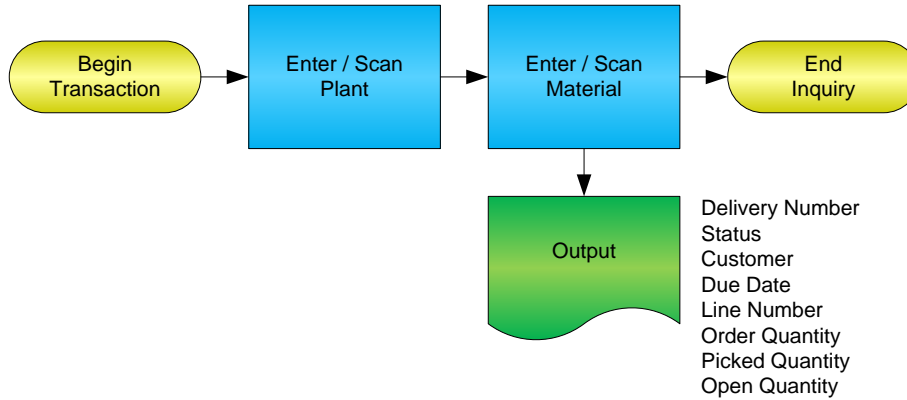 Begin
Transaction
Enter / Scan
Plant
Enter / Scan
Material
End
Inquiry
Output
Delivery Number
Status
Customer
Due Date
Line Number
Order Quantity
Picked Quantity
Open Quantity